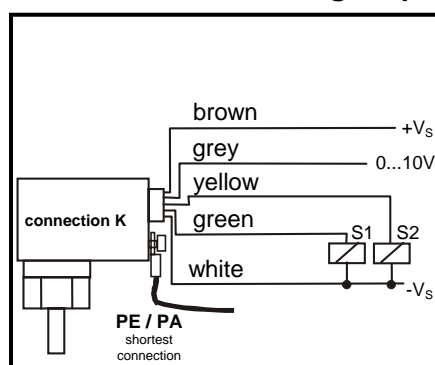 brown
+VS
grey
0...10V
yellow
connection K
green
S1 S2
white
-VS
PE / PA
shortest
connection